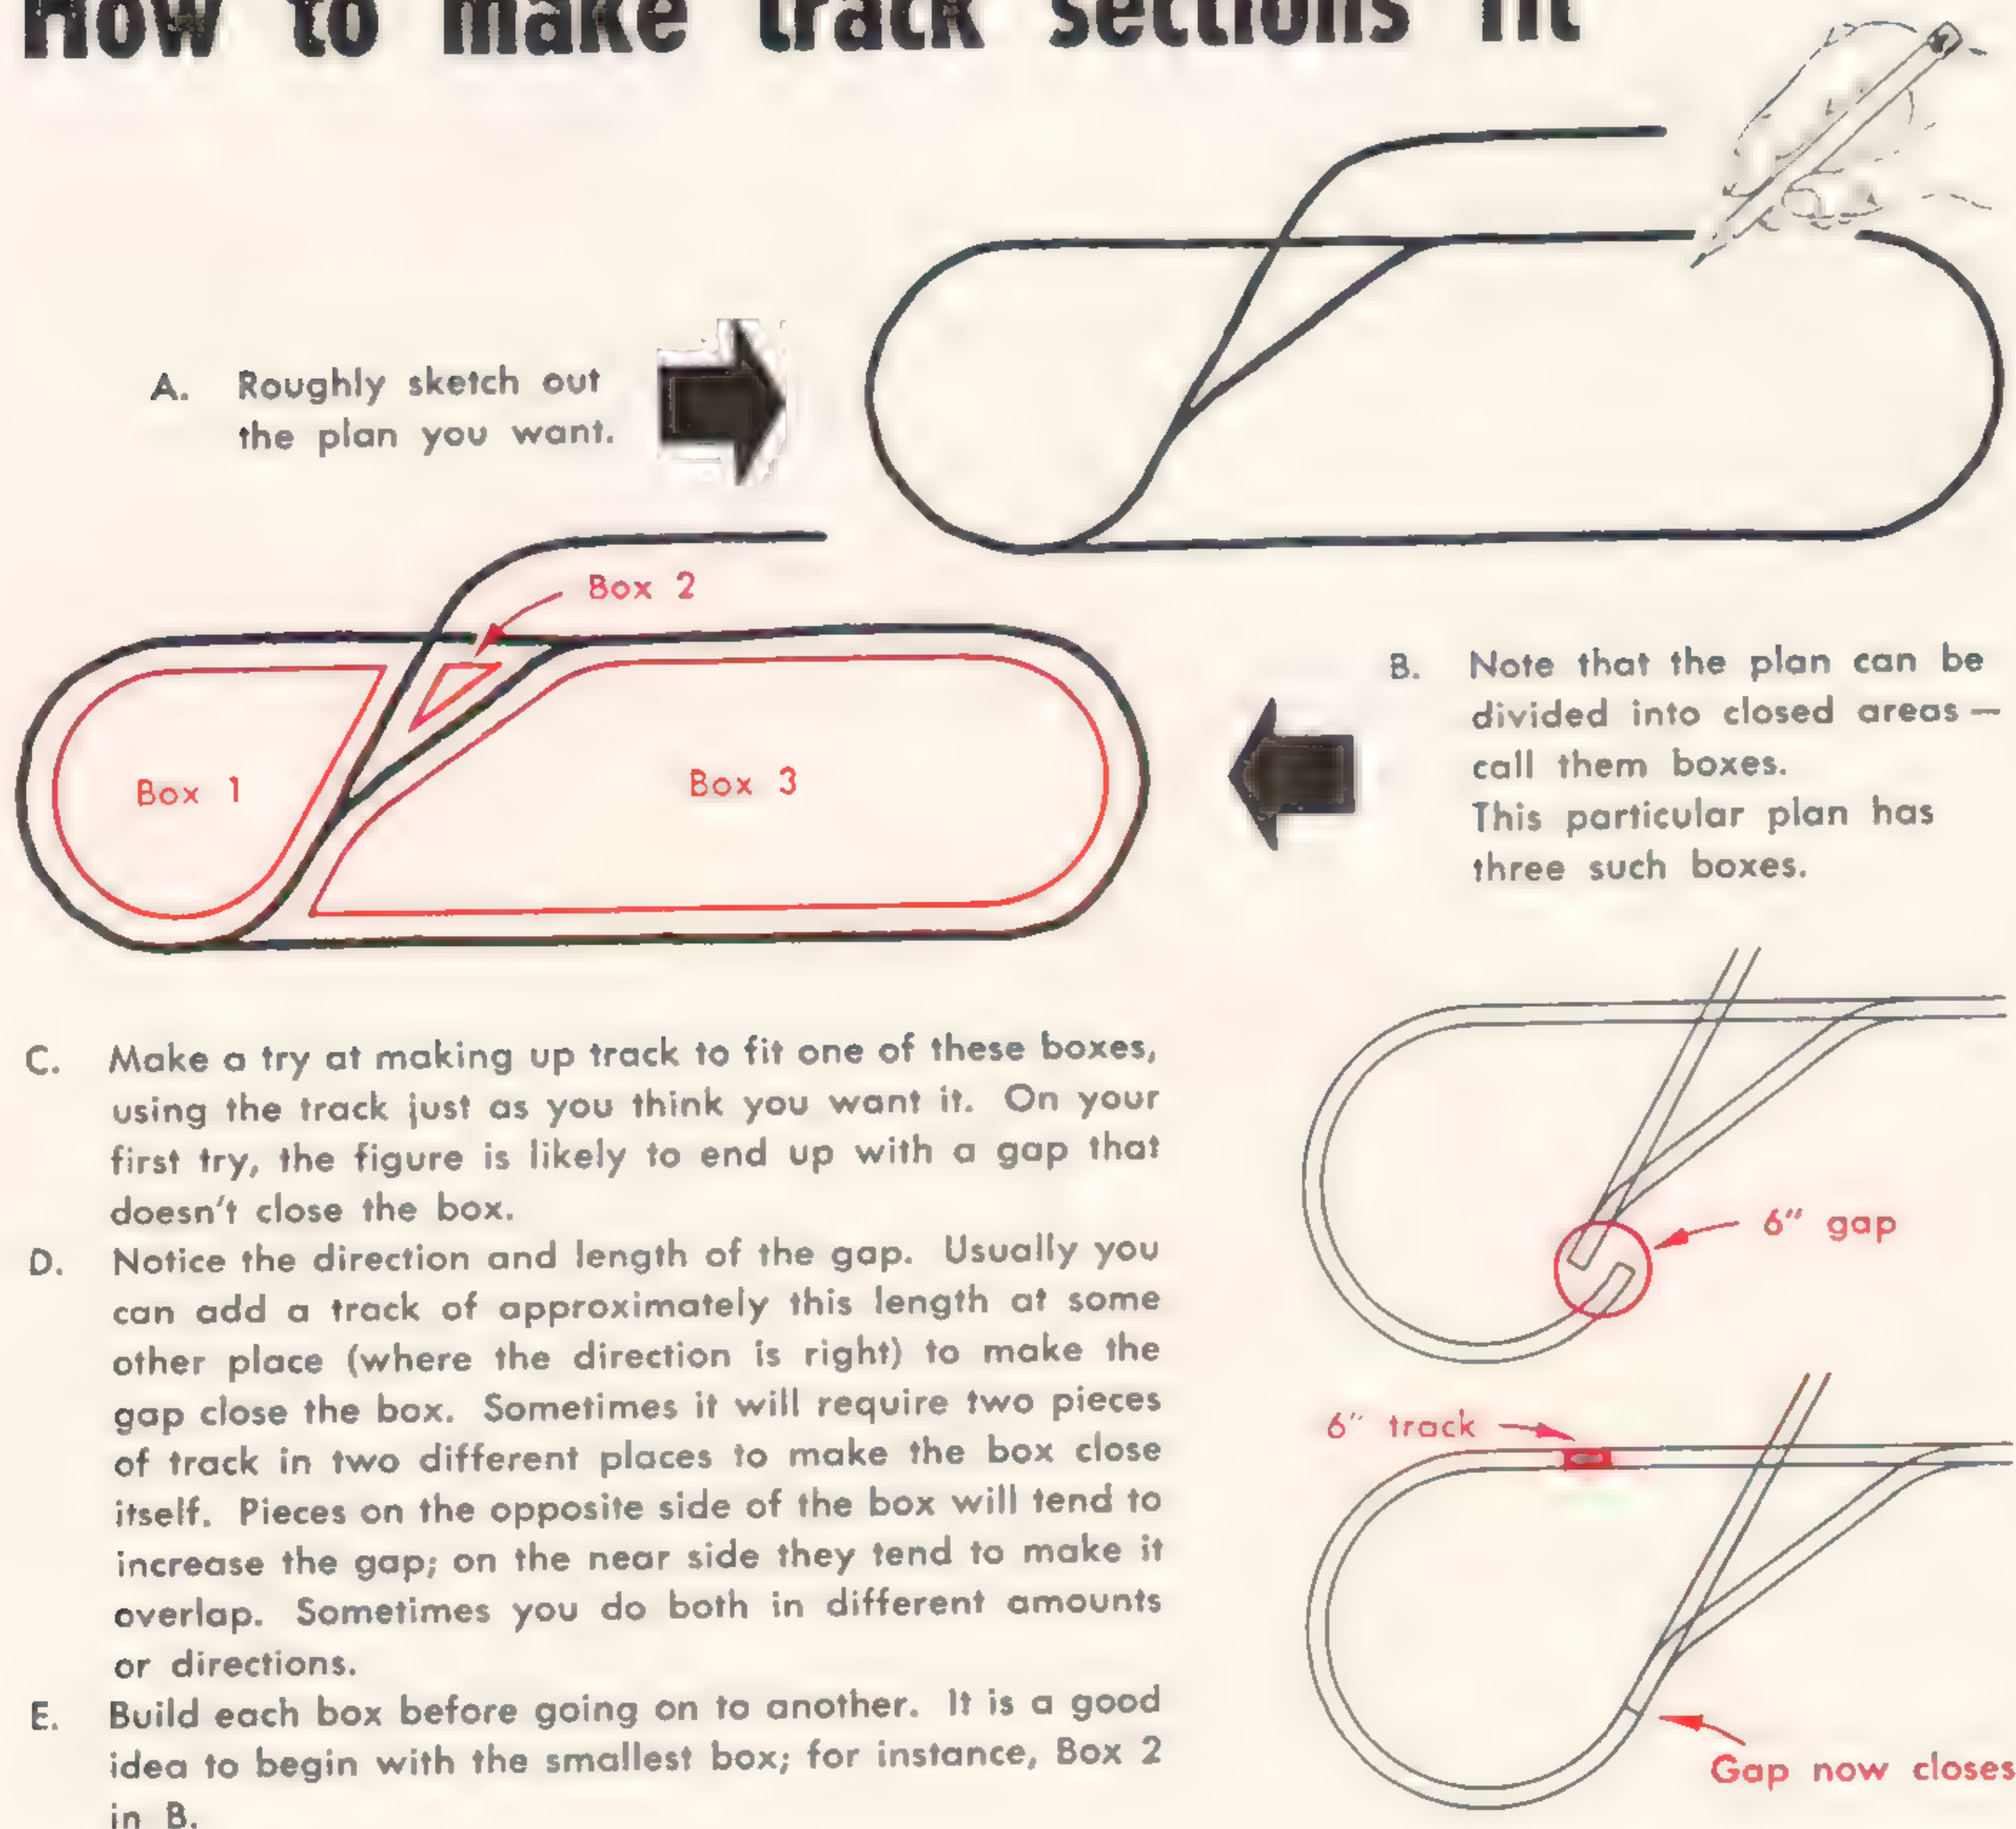 How to make track sections fit
A. Roughly sketch out
the plan you want.
Box 2
Box 1
Box 3
B. Note that the plan can be
divided into closed areas —
call them boxes.
This particular plan has
three such boxes.
C. Make a try at making up track to fit one of these boxes,
using the track just as you think you want it. On your
first try, the figure is likely to end up with a gap that
doesn't close the box.
D. Notice the direction and length of the gap. Usually you
can add a track of approximately this length at some
other place (where the direction is right) to make the
gap close the box. Sometimes it will require two pieces
of track in two different places to make the box close
itself. Pieces on the opposite side of the box will tend to
increase the gap; on the near side they tend to make it
overlap. Sometimes you do both in different amounts
or directions.
E. Build each box before going on to another. It is a good
idea to begin with the smallest box; for instance, Box 2
in B.
6" gap
6" track
Gap now closes